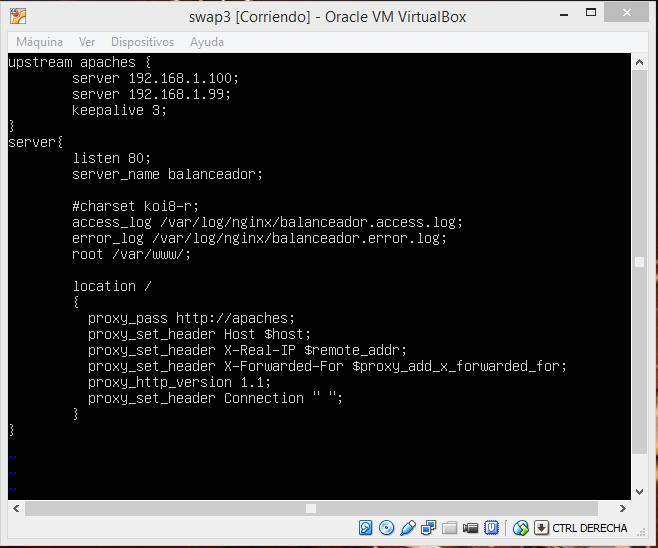 swap3 [Corriendo] - Oracle VM VirtualBox
Máquina Ver Dispositivos Ayuda
upstream apaches {
        server 192.168.1.100;
        server 192.168.1.99;
        keepalive 3;
}
server{
        listen 80;
        server_name balanceador;

        #charset koi8-r;
        access_log /var/log/nginx/balanceador.access.log;
        error_log /var/log/nginx/balanceador.error.log;
        root /var/www/;

        location /
        {
          proxy_pass http://apaches;
          proxy_set_header Host $host;
          proxy_set_header X-Real-IP $remote_addr;
          proxy_set_header X-Forwarded-For $proxy_add_x_forwarded_for;
          proxy_http_version 1.1;
          proxy_set_header Connection " ";
        }
}
~
~
~
CTRL DERECHA